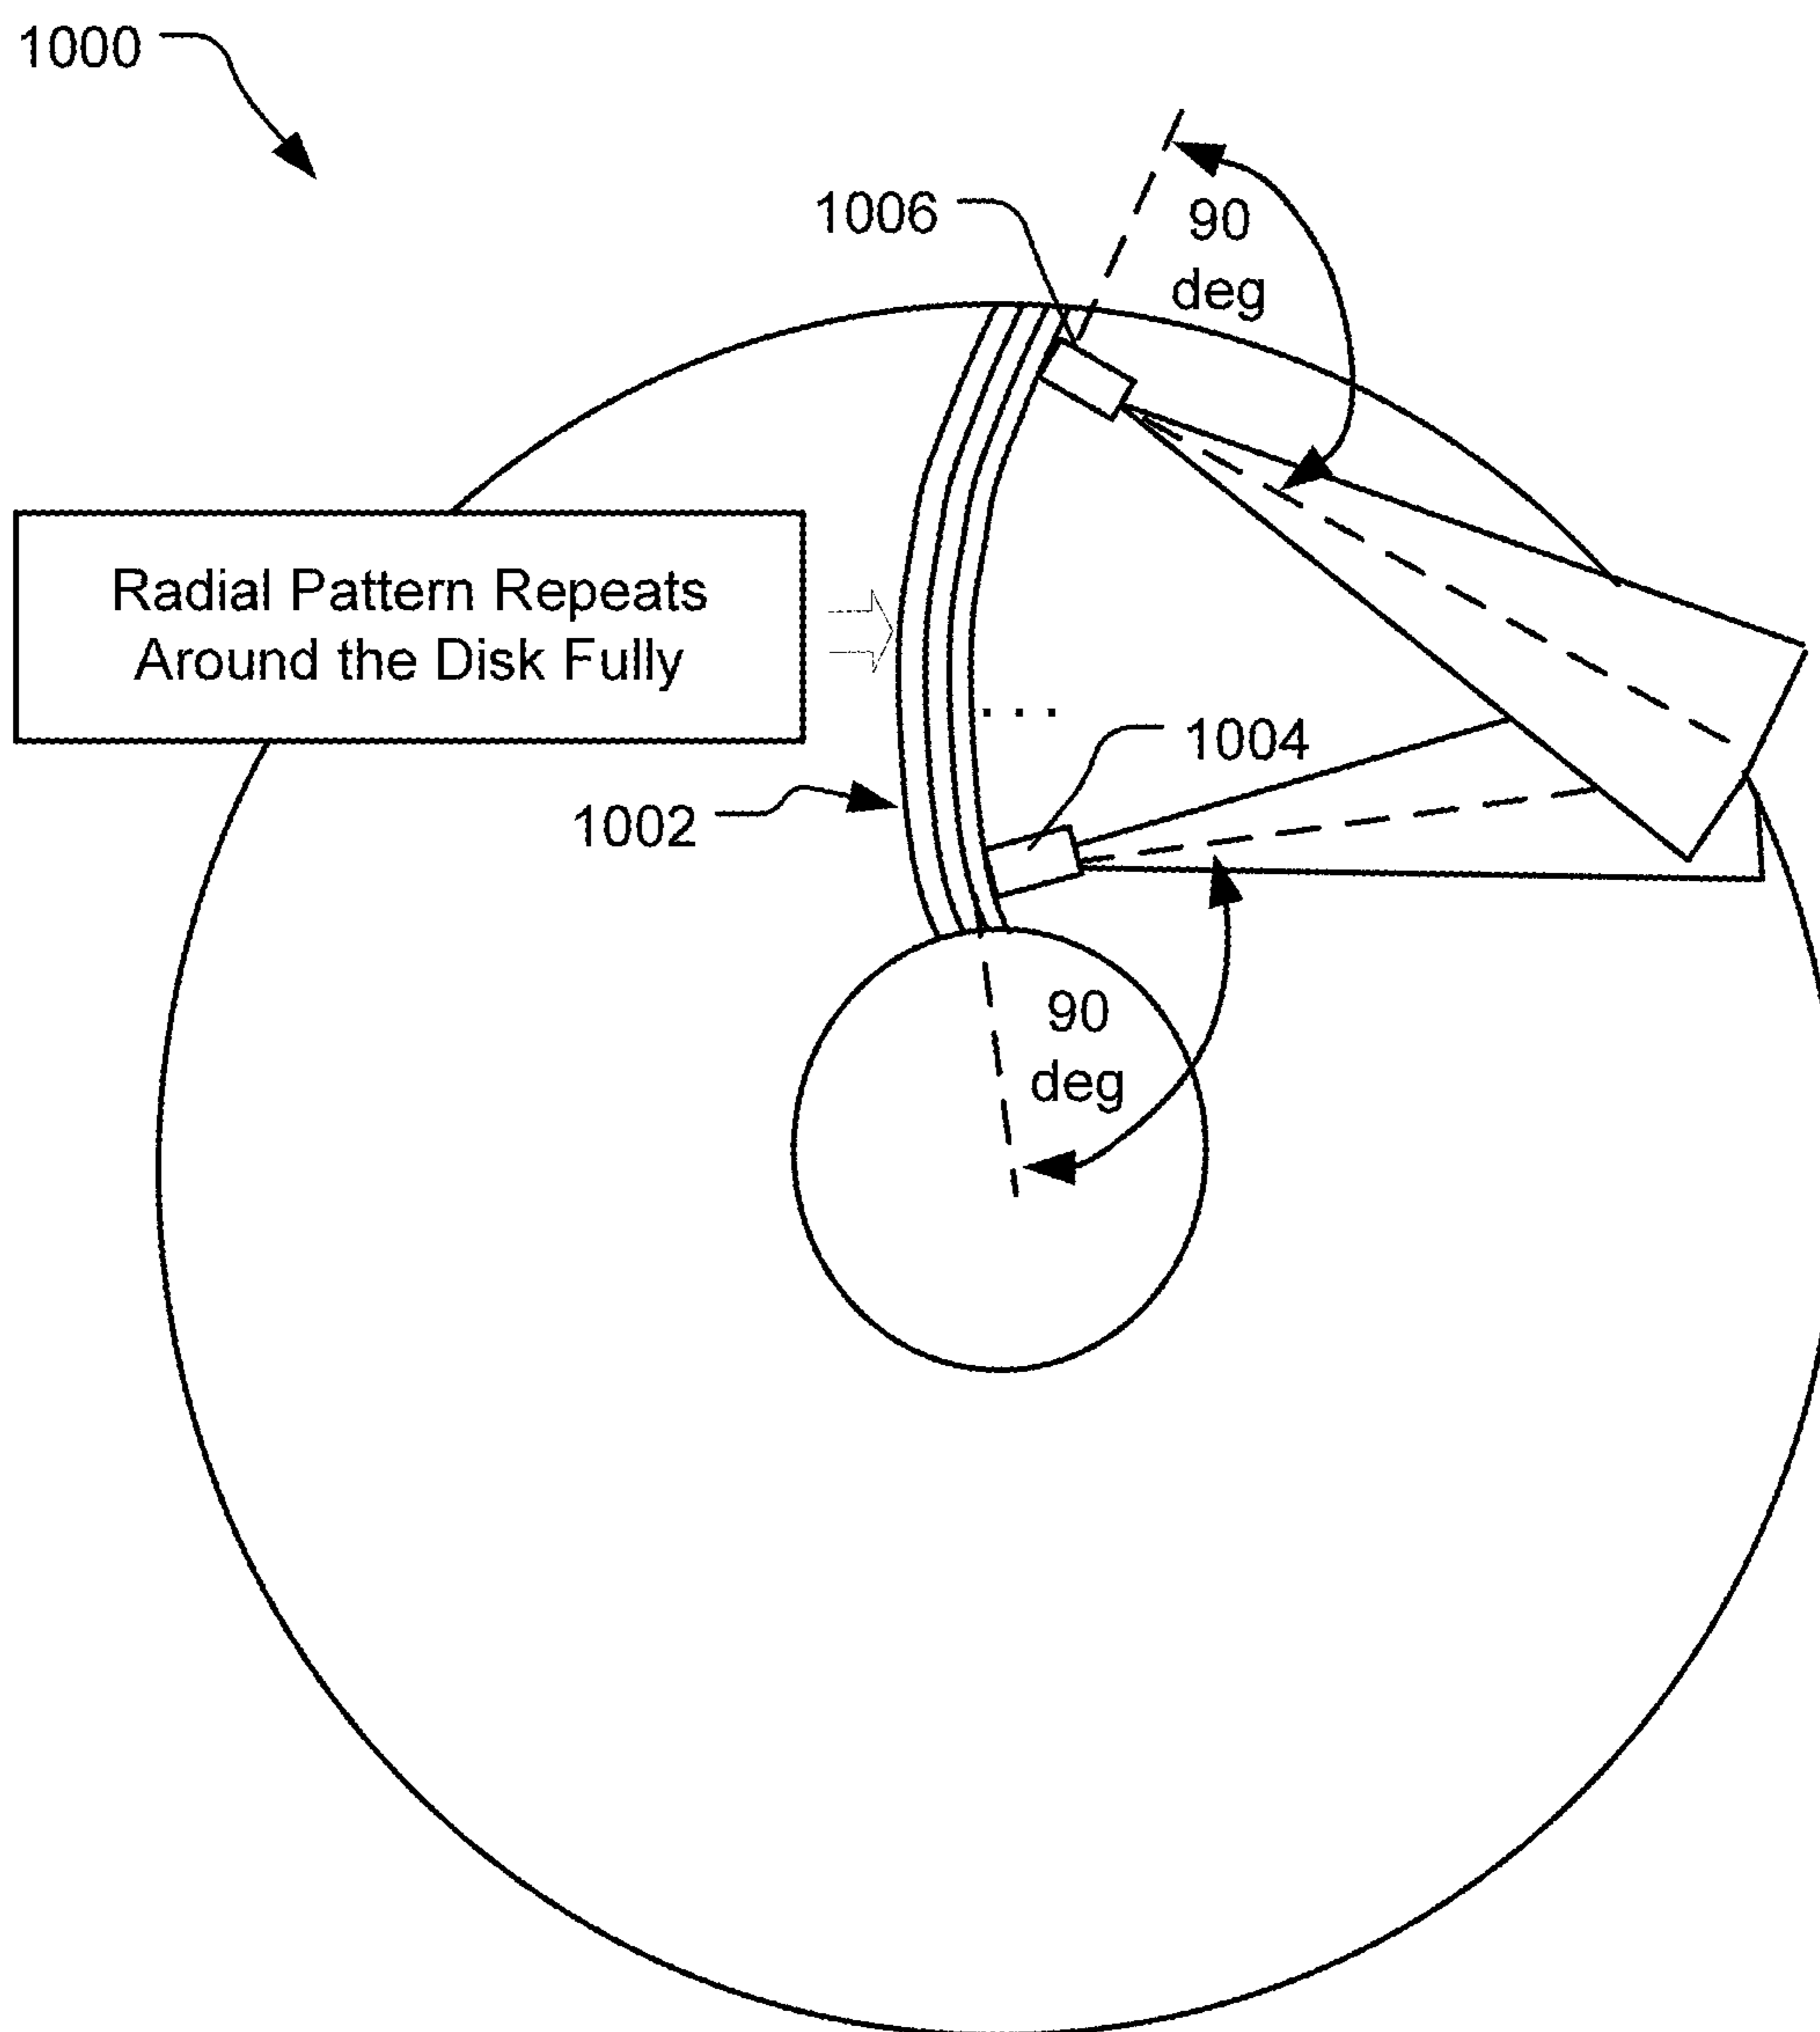 1000
1006
90
deg
Radial Pattern Repeats
Around the Disk Fully
. . .
1004
1002
90
deg